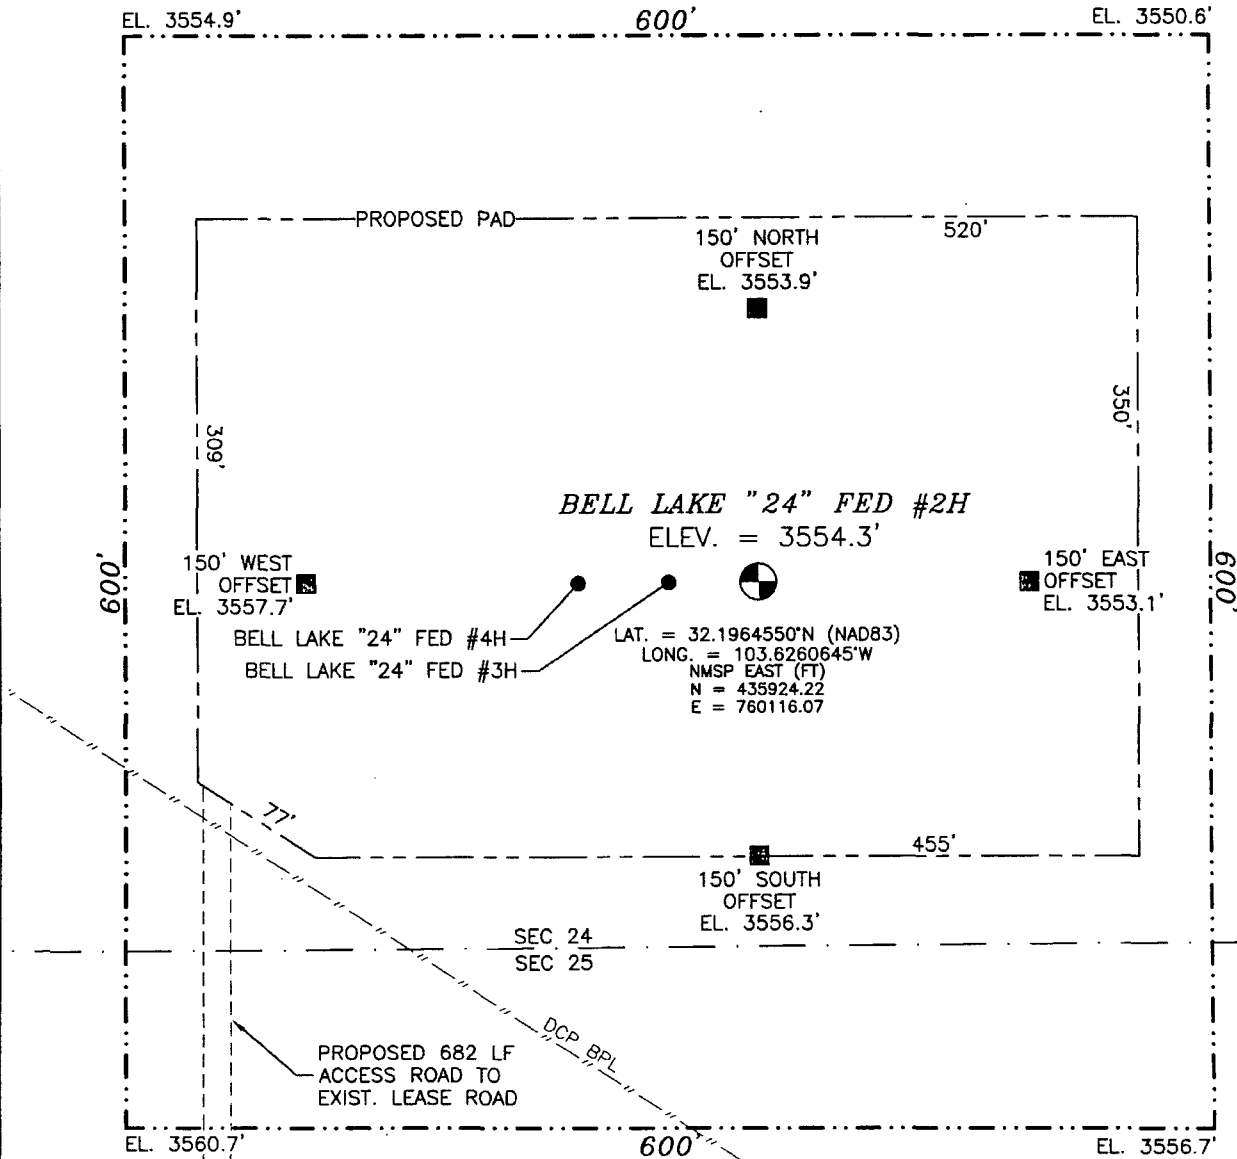 EL. 3554.9'
600'
EL. 3550.6'
PROPOSED PAD
520'
150' NORTH
OFFSET
EL. 3553.9'
309'
350'
BELL LAKE "24" FED #2H
ELEV. = 3554.3'
600'
150' WEST
OFFSET
EL. 3557.7'
150' EAST
OFFSET
EL. 3553.1'
600'
BELL LAKE "24" FED #4H
BELL LAKE "24" FED #3H
LAT. = 32.1964550°N (NAD83)
LONG. = 103.6260645°W
NMSP EAST (FT)
N = 435924.22
E = 760116.07
77'
455'
150' SOUTH
OFFSET
EL. 3556.3'
SEC 24
SEC 25
DCP BPL
PROPOSED 682 LF
ACCESS ROAD TO
EXIST. LEASE ROAD
EL. 3560.7'
600'
EL. 3556.7'